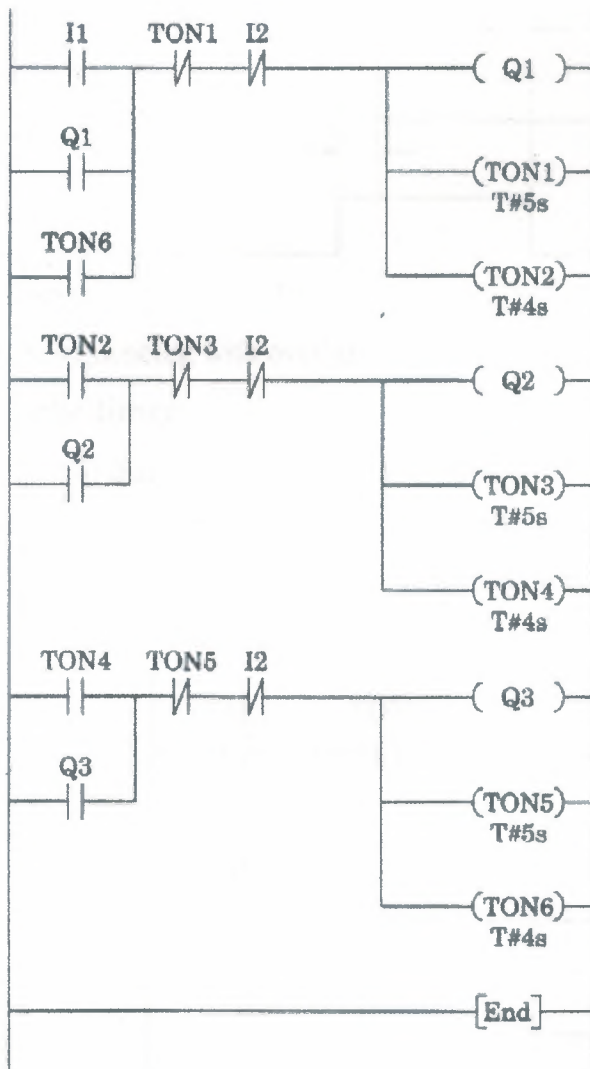 I1 TON1 I2
( Q1 )
Q1
(TON1)
T#5s
TON6
(TON2)
T#4s
TON2 TON3 I2
( Q2 )
Q2
(TON3)
T#5s
(TON4)
T#4s
TON4 TON5 I2
( Q3 )
Q3
(TON5)
T#5s
(TON6)
T#4s
[End]